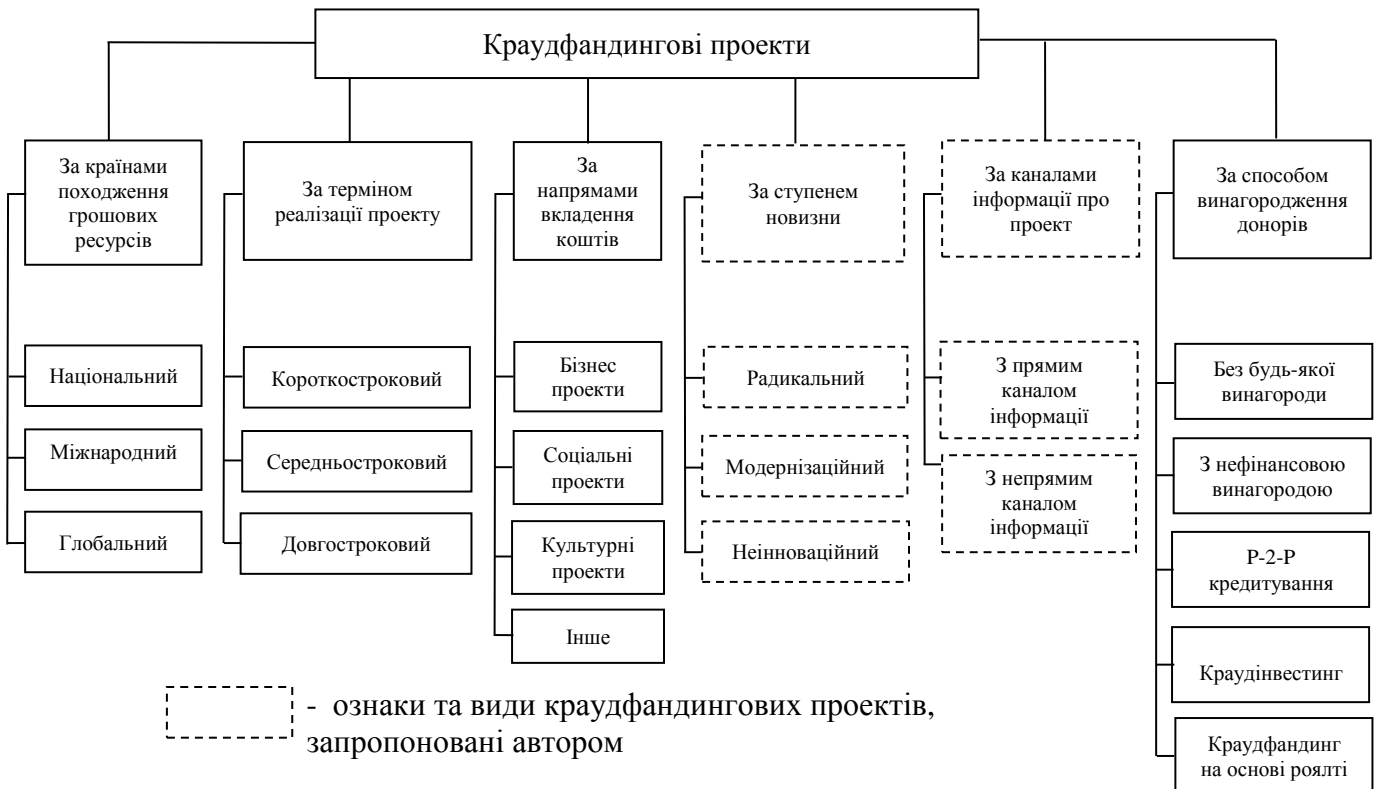 Краудфандингові проекти
За країнами
походження
грошових
ресурсів
Національний
Міжнародний
Глобальний
За терміном
реалізації проекту
Короткостроковий
Середньостроковий
Довгостроковий
За
напрямами
вкладення
коштів
Бізнес
проекти
Соціальні
проекти
Культурні
проекти
Інше
За ступенем
новизни
Радикальний
Модернізаційний
Неінноваційний
За каналами
інформації про
проект
З прямим
каналом
інформації
З непрямим
каналом
інформації
За способом
винагородження
донорів
Без будь-якої
винагороди
З нефінансовою
винагородою
Р-2-Р
кредитування
Краудінвестинг
Краудфандинг
на основі роялті
- ознаки та види краудфандингових проектів,
запропоновані автором